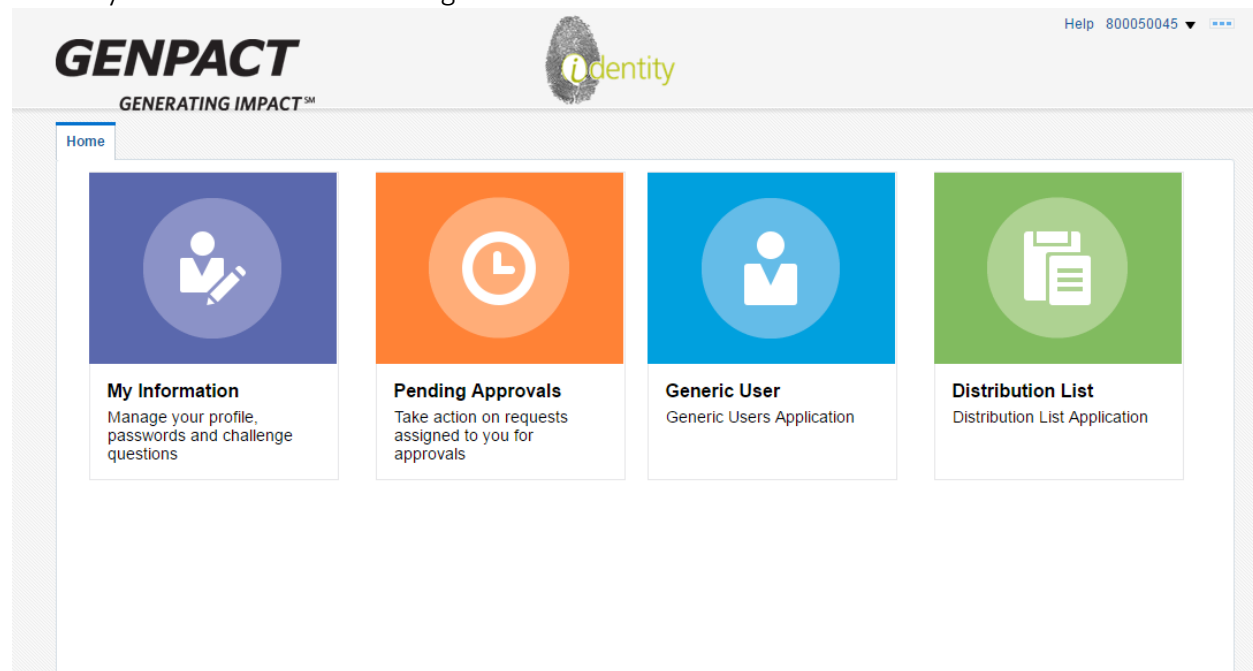 Help 800050045
GENPACT
identity
GENERATING IMPACT℠
Home
My Information
Manage your profile,
passwords and challenge
questions
Pending Approvals
Take action on requests
assigned to you for
approvals
Generic User
Generic Users Application
Distribution List
Distribution List Application